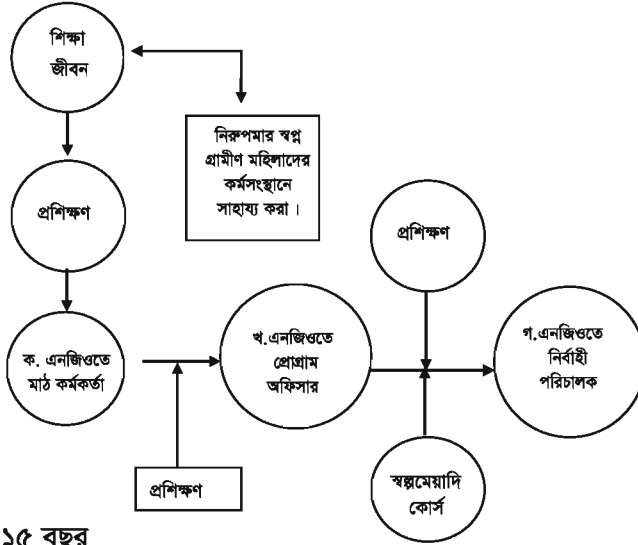 শিক্ষা
জীবন
নিরুপমার স্বপ্ন
গ্রামীণ মহিলাদের
কর্মসংস্থানে
সাহায্য করা।
প্রশিক্ষণ
প্রশিক্ষণ
ক. এনজিওতে
মাঠ কর্মকর্তা
খ.এনজিওতে
প্রোগ্রাম
অফিসার
গ.এনজিওতে
নির্বাহী
পরিচালক
প্রশিক্ষণ
স্বল্পমেয়াদি
কোর্স
১৫ বছর